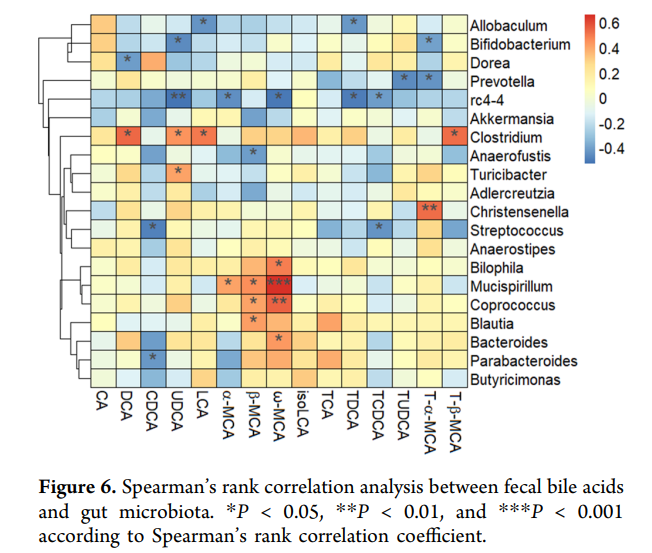 Allobaculum * * 0.6
Bifidobacterium * * 0.4
Dorea * 0.2
Prevotella * * 0
rc4-4 ** * * * * -0.2
Akkermansia -0.4
Clostridium * * * *
Anaerofustis *
Turicibacter *
Adlercreutzia
Christensenella **
Streptococcus * *
Anaerostipes
Bilophila *
Mucispirillum * * ***
Coprococcus * **
Blautia *
Bacteroides *
Parabacteroides *
Butyricimonas
CA DCA CDCA UDCA LCA α-MCA β-MCA ω-MCA isoLCA TCA TDCA TCDCA TUDCA T-α-MCA T-β-MCA
Figure 6. Spearman's rank correlation analysis between fecal bile acids
and gut microbiota. *P < 0.05, **P < 0.01, and ***P < 0.001
according to Spearman's rank correlation coefficient.